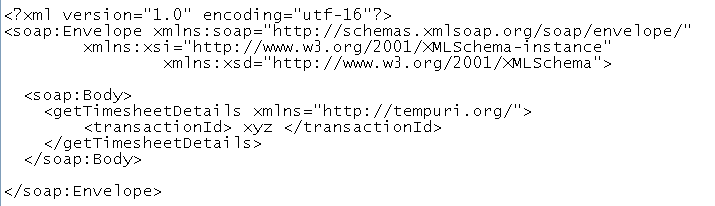 <?xml version="1.0" encoding="utf-16"?>
<soap:Envelope xmlns:soap="http://schemas.xmlsoap.org/soap/envelope/"
xmlns:xsi="http://www.w3.org/2001/XMLSchema-instance"
xmlns:xsd="http://www.w3.org/2001/XMLSchema">
<soap:Body>
<getTimesheetDetails xmlns="http://tempuri.org/">
<transactionId> xyz </transactionId>
</getTimesheetDetails>
</soap:Body>
</soap:Envelope>